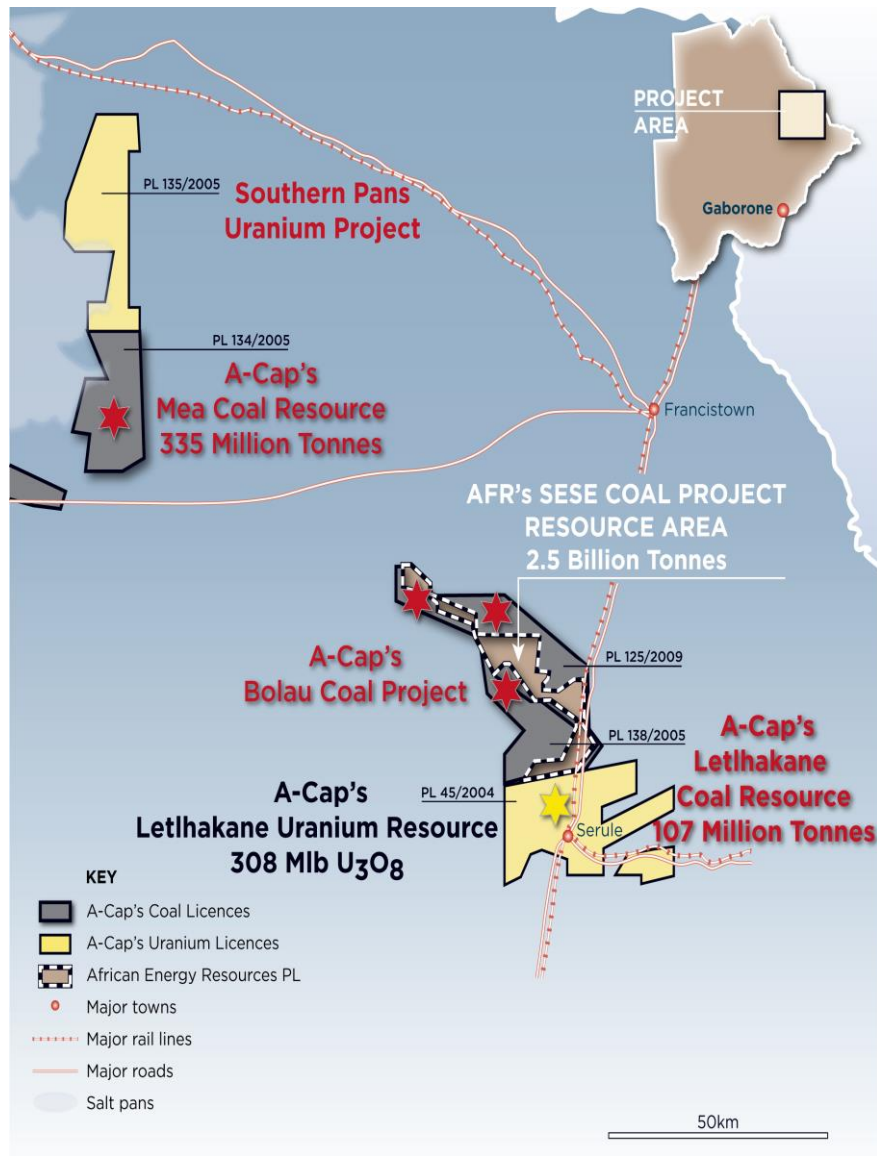 PROJECT
AREA
Gaborone
PL 135/2005
Southern Pans
Uranium Project
PL 134/2005
A-Cap's
Mea Coal Resource
335 Million Tonnes
Francistown
AFR's SESE COAL PROJECT
RESOURCE AREA
2.5 Billion Tonnes
A-Cap's
Bolau Coal Project
PL 125/2009
PL 138/2005
A-Cap's
Letlhakane
Coal Resource
107 Million Tonnes
PL 45/2004
A-Cap's
Letlhakane Uranium Resource
308 Mlb U3O8
Serule
KEY
A-Cap's Coal Licences
A-Cap's Uranium Licences
African Energy Resources PL
Major towns
Major rail lines
Major roads
Salt pans
50km